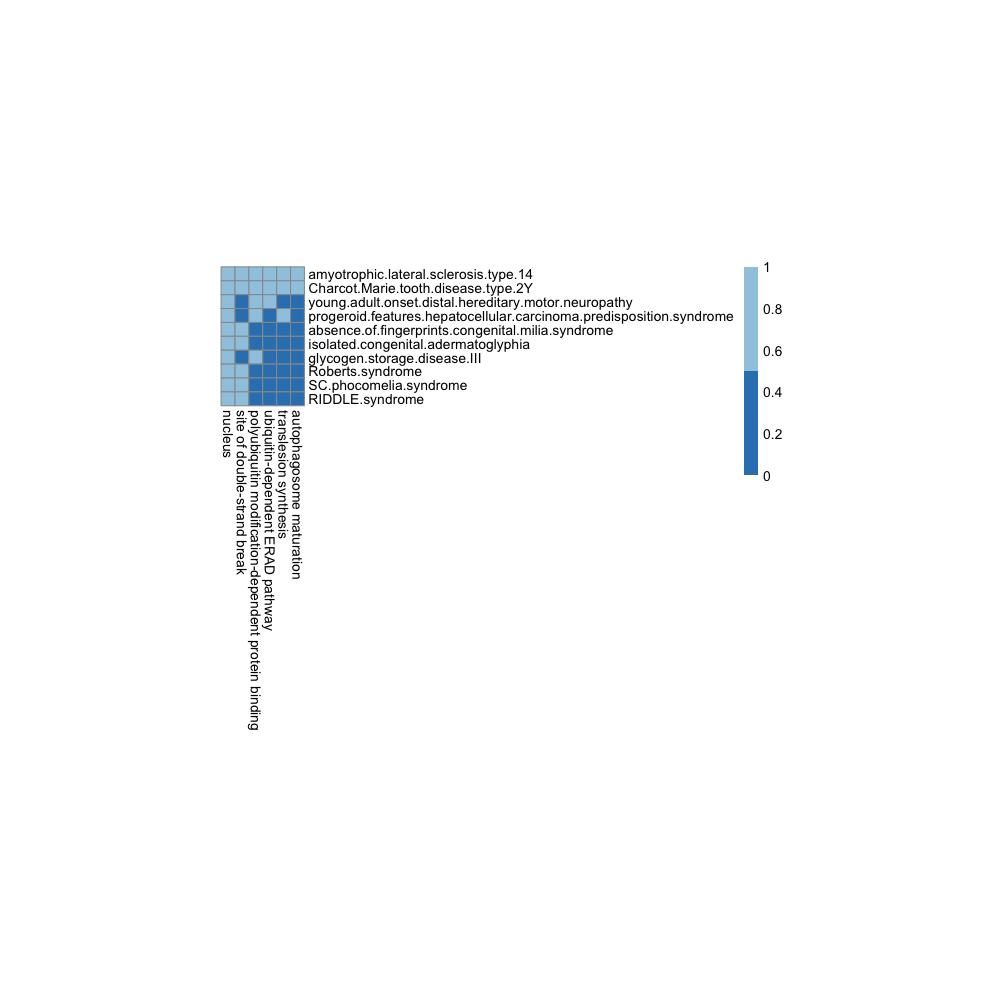 amyotrophic.lateral.sclerosis.type.14
Charcot.Marie.tooth.disease.type.2Y
young.adult.onset.distal.hereditary.motor.neuropathy
progeroid.features.hepatocellular.carcinoma.predisposition.syndrome
absence.of.fingerprints.congenital.milia.syndrome
isolated.congenital.adermatoglyphia
glycogen.storage.disease.III
Roberts.syndrome
SC.phocomelia.syndrome
RIDDLE.syndrome
1
0.8
0.6
0.4
0.2
0
nucleus
site of double-strand break
polyubiquitin modification-dependent protein binding
ubiquitin-dependent ERAD pathway
translesion synthesis
autophagosome maturation